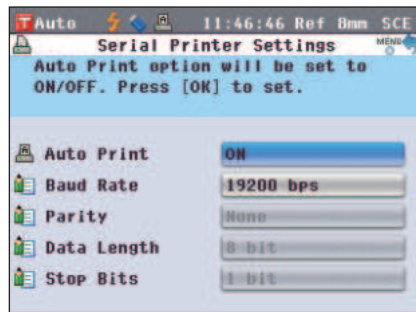 T Auto 11:46:46 Ref 8mm SCE
Serial Printer Settings MENU
Auto Print option will be set to
ON/OFF. Press [OK] to set.
Auto Print ON
Baud Rate 19200 bps
Parity None
Data Length 8 bit
Stop Bits 1 bit